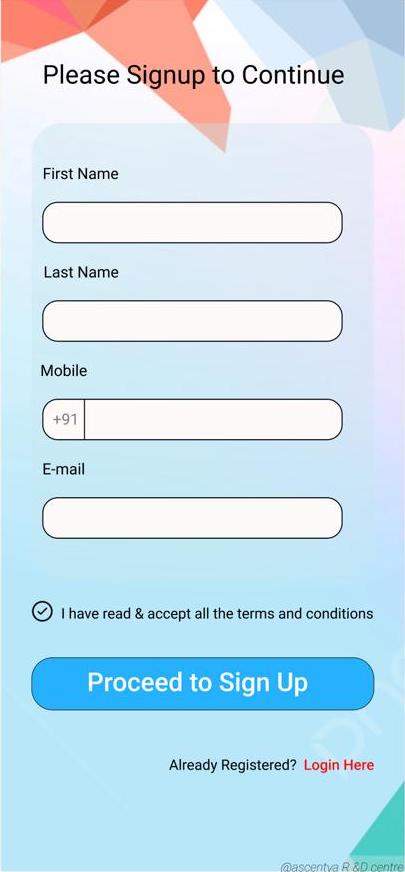 Please Signup to Continue
First Name
Last Name
Mobile
+91
E-mail
I have read & accept all the terms and conditions
Proceed to Sign Up
Already Registered? Login Here
@ascentya R &D centre